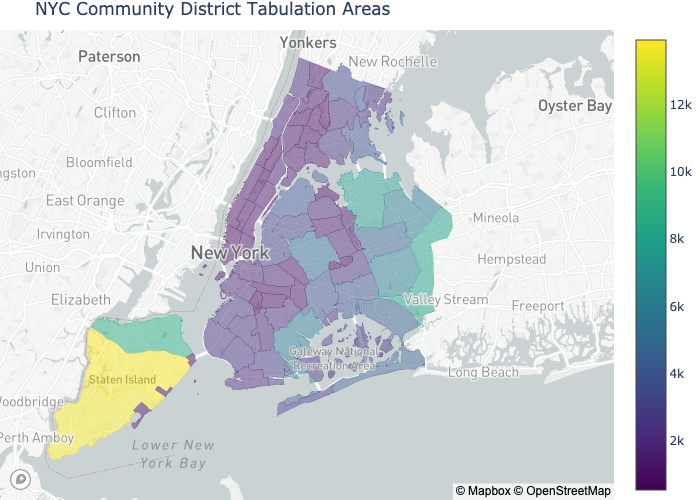 NYC Community District Tabulation Areas
Yonkers
Paterson
New Rochelle
Oyster Bay
12k
Clifton
Bloomfield
10k
East Orange
Mineola
Irvington
8k
New York
Hempstead
Union
Elizabeth
Valley Stream
Freeport
6k
Gateway National
Recreation Area
Long Beach
4k
Staten Island
Woodbridge
Perth Amboy
Lower New
York Bay
2k
© Mapbox © OpenStreetMap